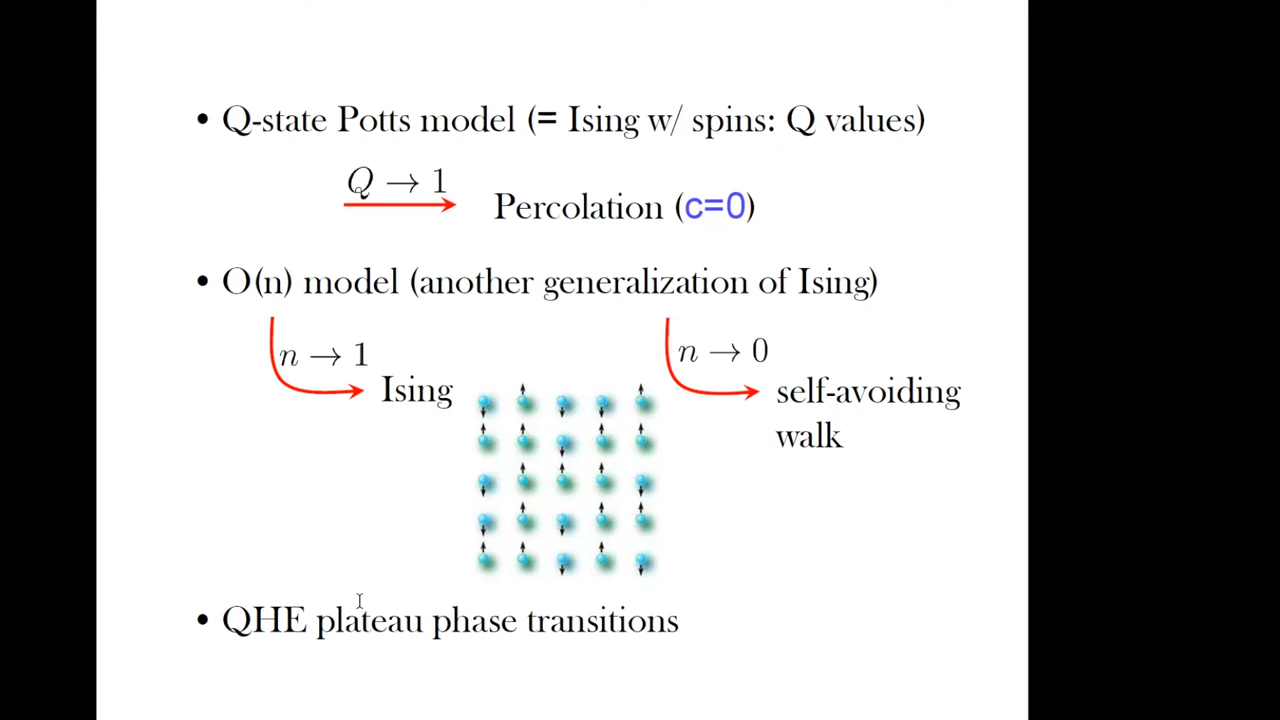 • Q-state Potts model (= Ising w/ spins: Q values)
Q → 1
Percolation (c=0)
• O(n) model (another generalization of Ising)
n → 1
Ising
n → 0
self-avoiding
walk
• QHE plateau phase transitions